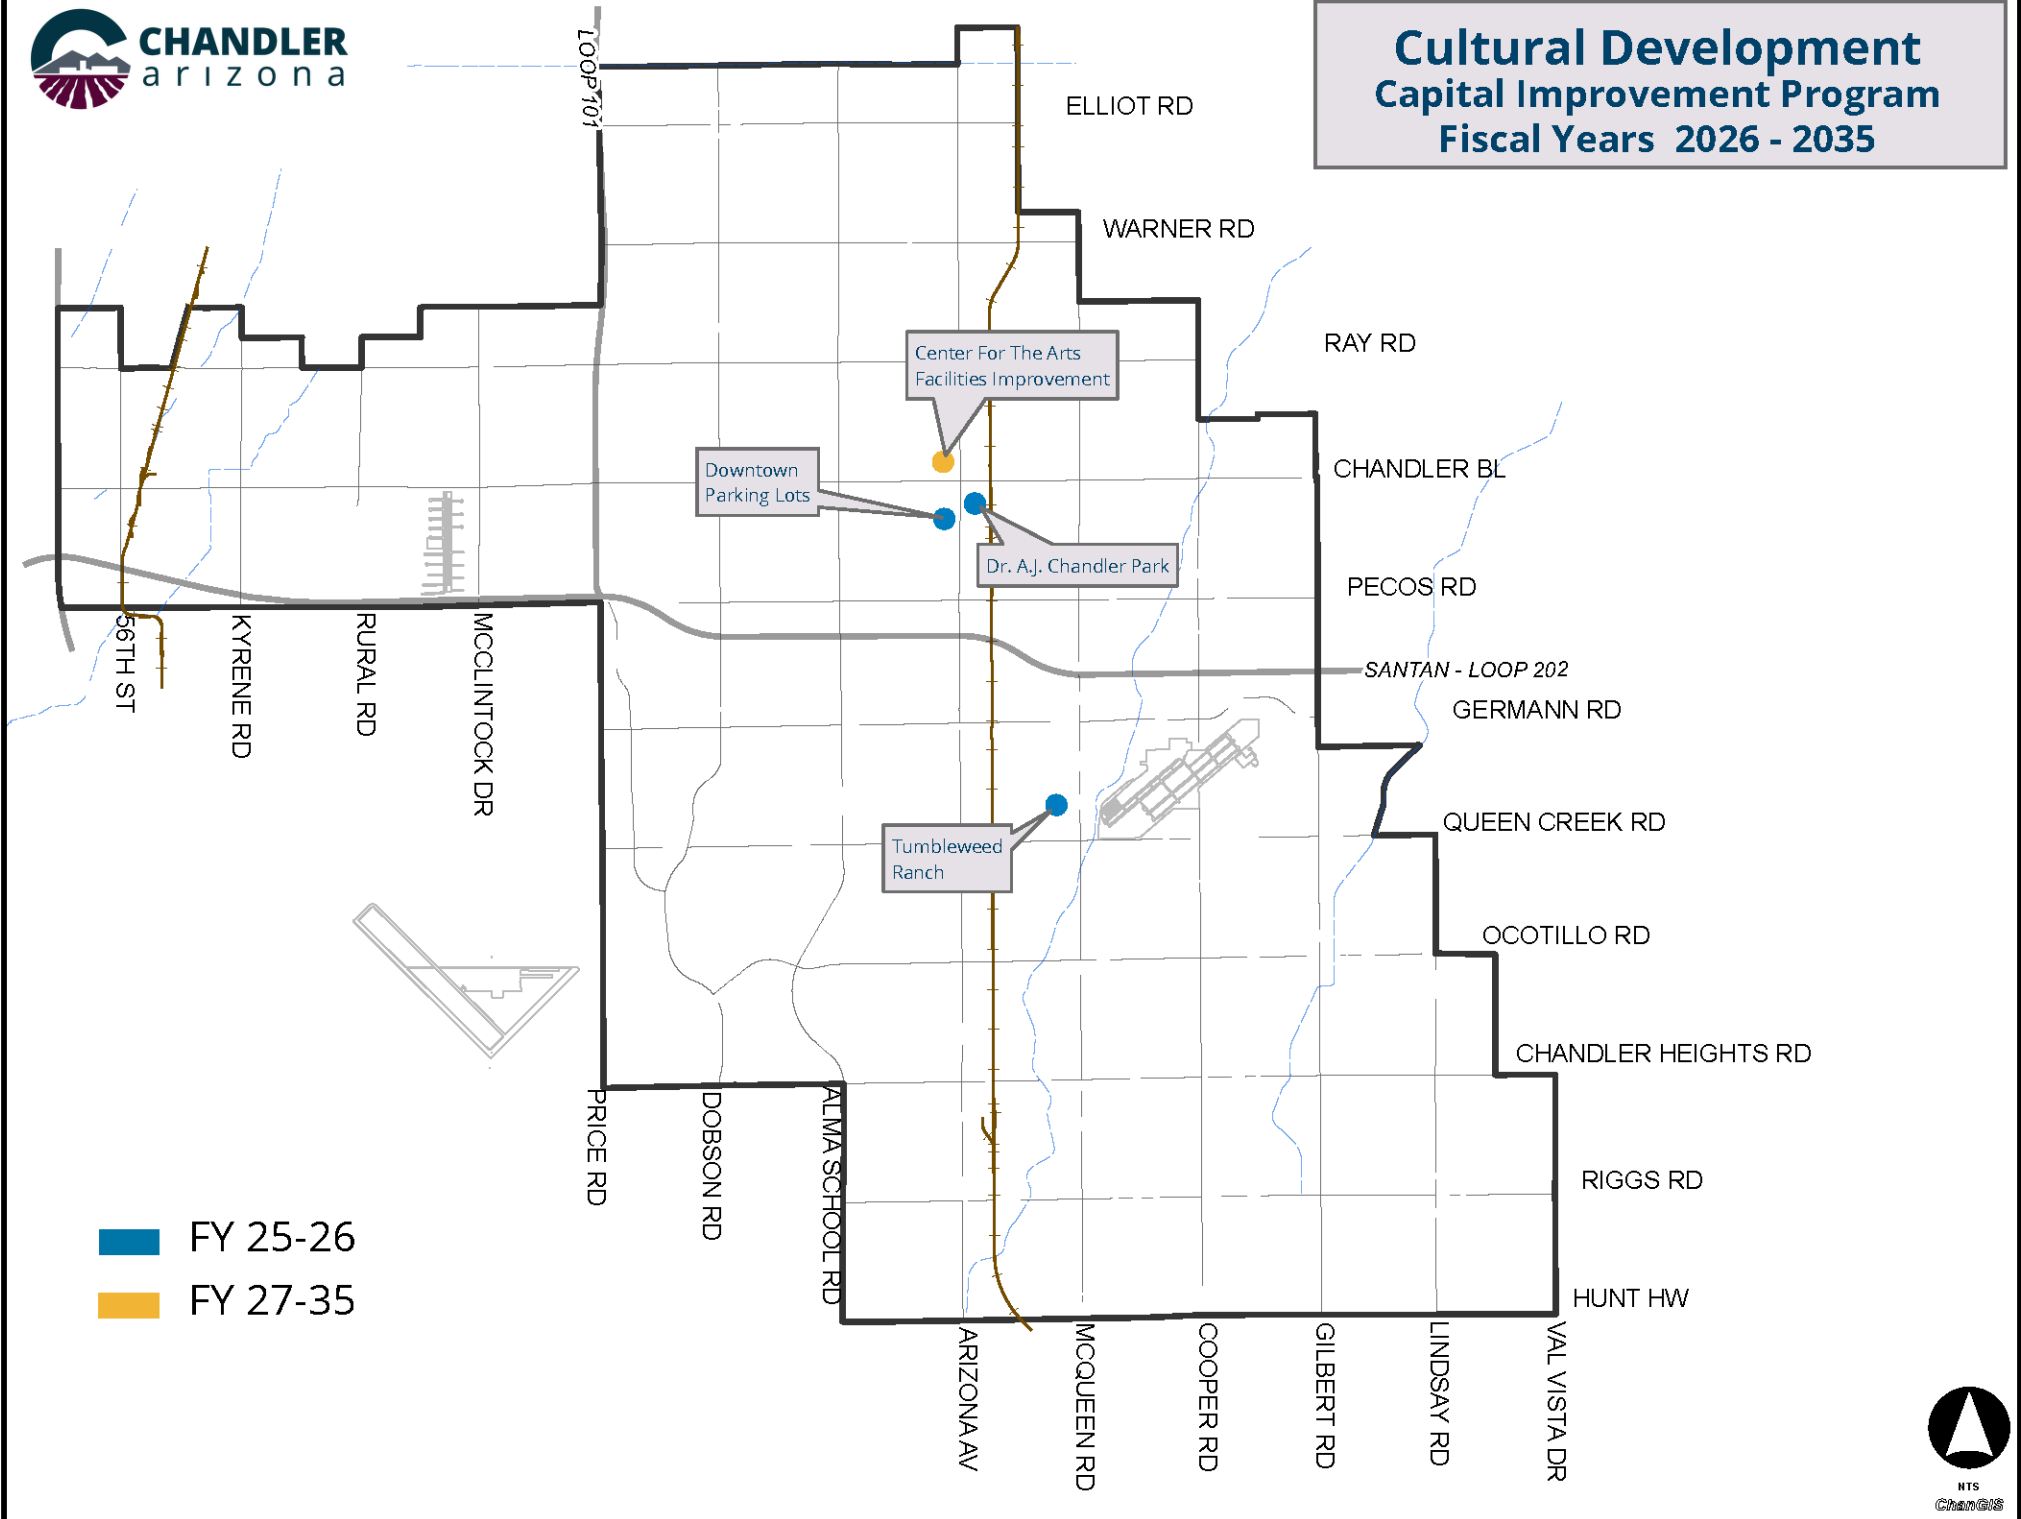 CHANDLER
arizona
Cultural Development
Capital Improvement Program
Fiscal Years 2026 - 2035
LOOP 101
ELLIOT RD
WARNER RD
RAY RD
Center For The Arts
Facilities Improvement
Downtown
Parking Lots
CHANDLER BL
Dr. A.J. Chandler Park
PECOS RD
56TH ST
KYRENE RD
RURAL RD
MCCLINTOCK DR
SANTAN - LOOP 202
GERMANN RD
QUEEN CREEK RD
Tumbleweed
Ranch
OCOTILLO RD
CHANDLER HEIGHTS RD
PRICE RD
DOBSON RD
ALMA SCHOOL RD
RIGGS RD
FY 25-26
FY 27-35
HUNT HW
ARIZONA AV
MCQUEEN RD
COOPER RD
GILBERT RD
LINDSAY RD
VAL VISTA DR
NTS
ChanGIS